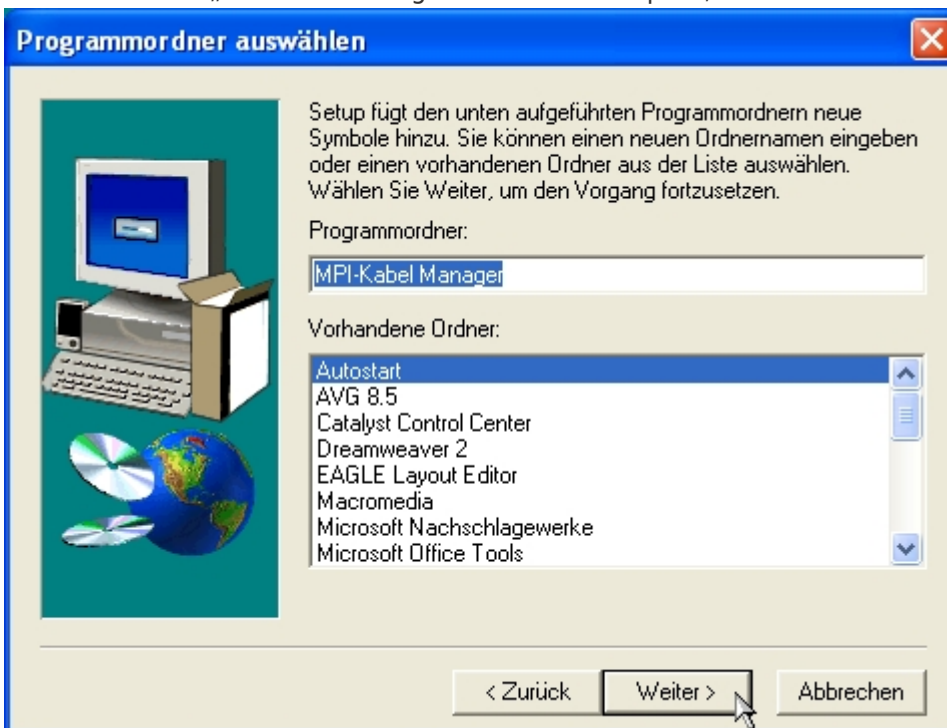 Programmordner auswählen
Setup fügt den unten aufgeführten Programmordnern neue
Symbole hinzu. Sie können einen neuen Ordnernamen eingeben
oder einen vorhandenen Ordner aus der Liste auswählen.
Wählen Sie Weiter, um den Vorgang fortzusetzen.
Programmordner:
MPI-Kabel Manager
Vorhandene Ordner:
Autostart
AVG 8.5
Catalyst Control Center
Dreamweaver 2
EAGLE Layout Editor
Macromedia
Microsoft Nachschlagewerke
Microsoft Office Tools
< Zurück
Weiter >
Abbrechen